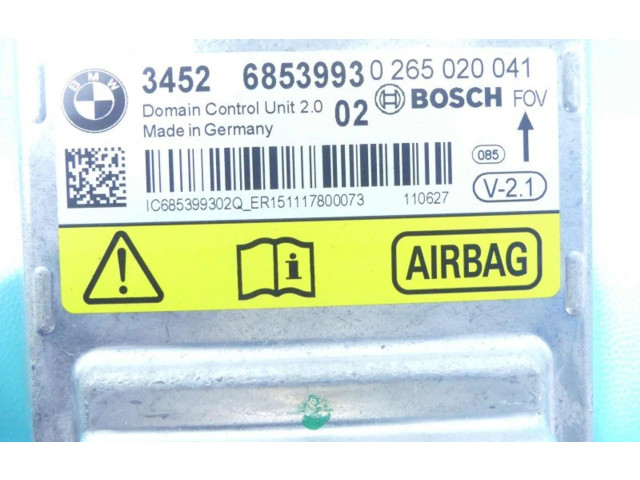 BMW
3452 6853993 0 265 020 041
Domain Control Unit 2.0 02 BOSCH FOV
Made in Germany
085
V-2.1
IC685399302Q_ER151117800073 110627
i
AIRBAG